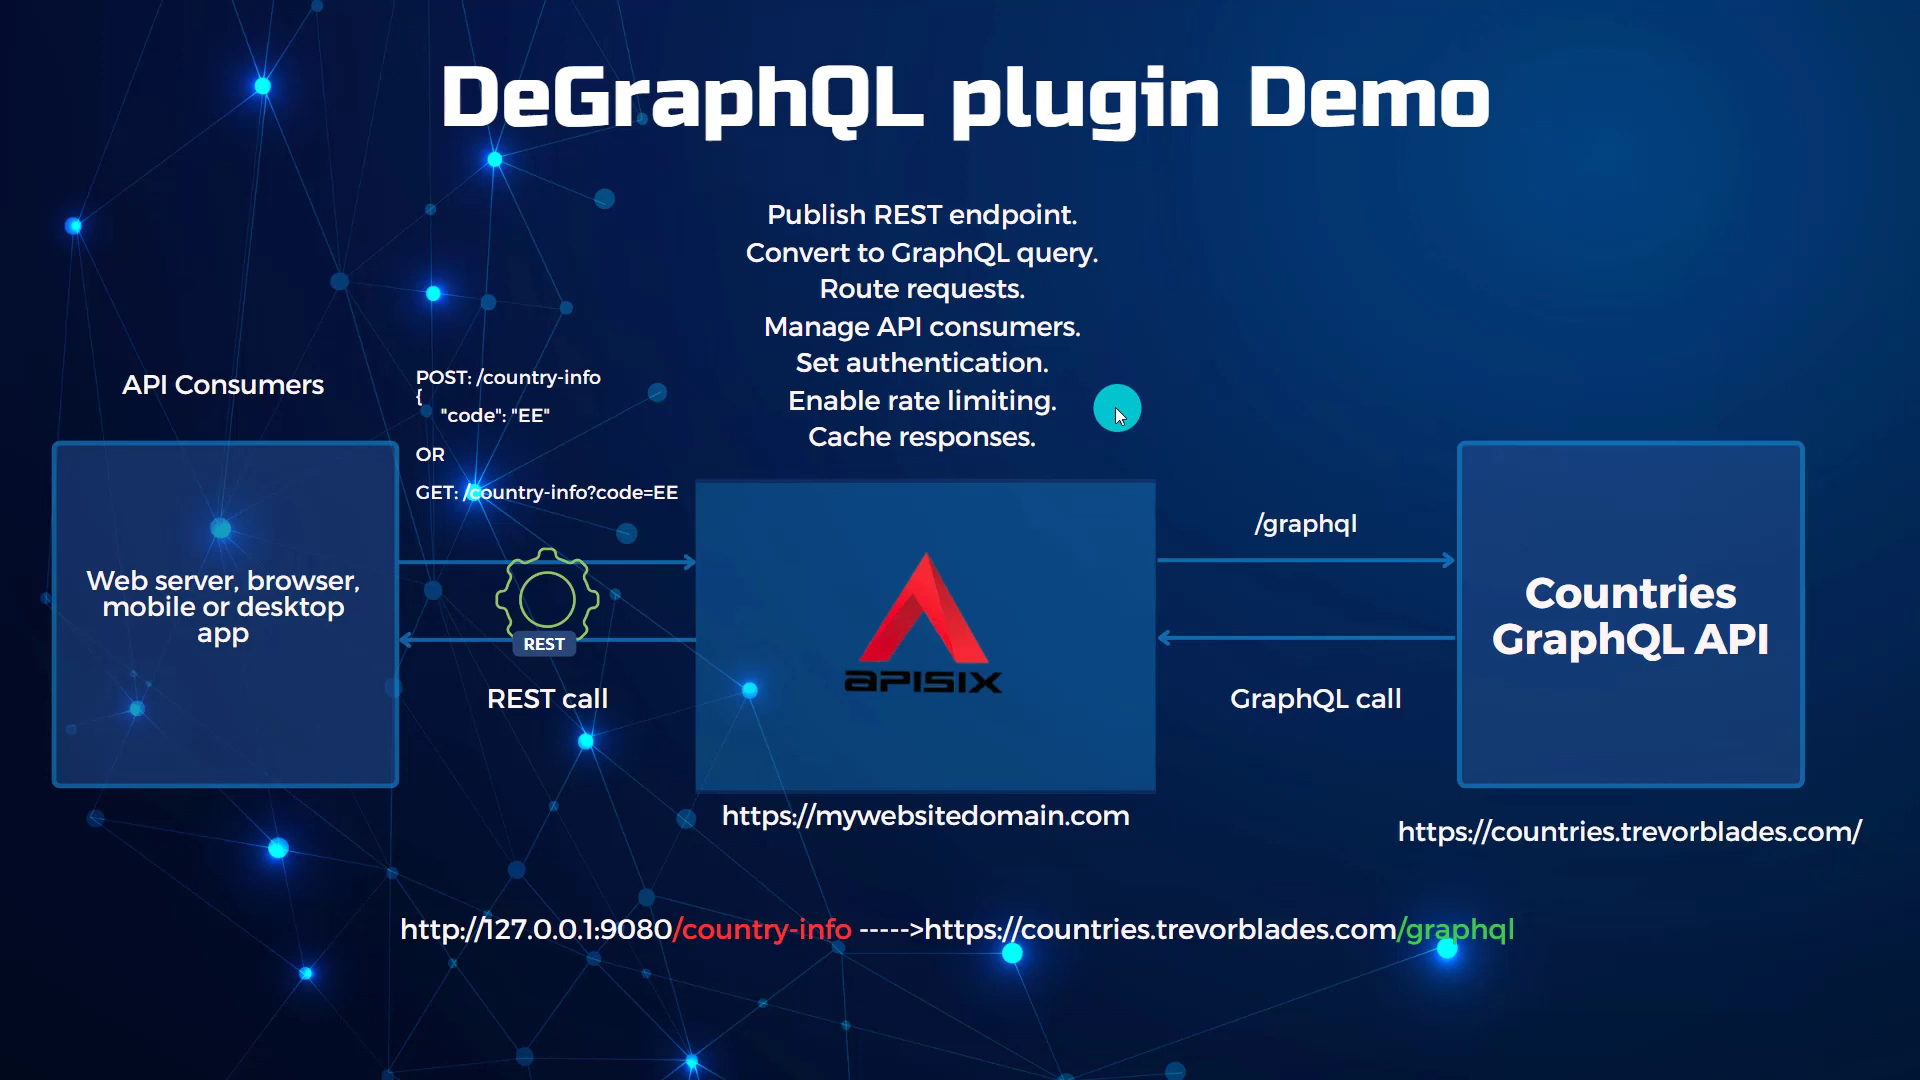 DeGraphQL plugin Demo
Publish REST endpoint.
Convert to GraphQL query.
Route requests.
Manage API consumers.
Set authentication.
Enable rate limiting.
Cache responses.
API Consumers
POST: /country-info
{
"code": "EE"
OR
GET: /country-info?code=EE
Web server, browser,
mobile or desktop
app
REST
REST call
APISIX
/graphql
GraphQL call
Countries
GraphQL API
https://mywebsitedomain.com
https://countries.trevorblades.com/
http://127.0.0.1:9080/country-info ----->https://countries.trevorblades.com/graphql